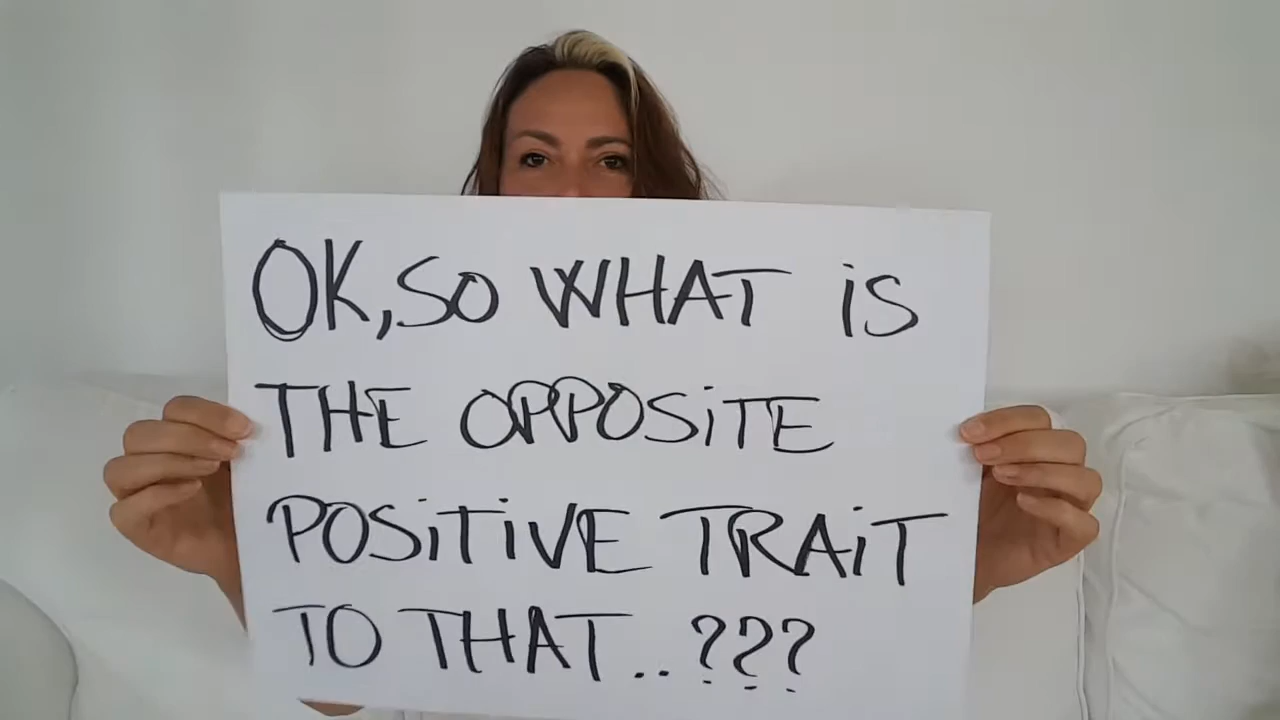 OK, SO WHAT iS
THE OPPOSiTE
POSiTiVE TRAiT
TO THAT..???